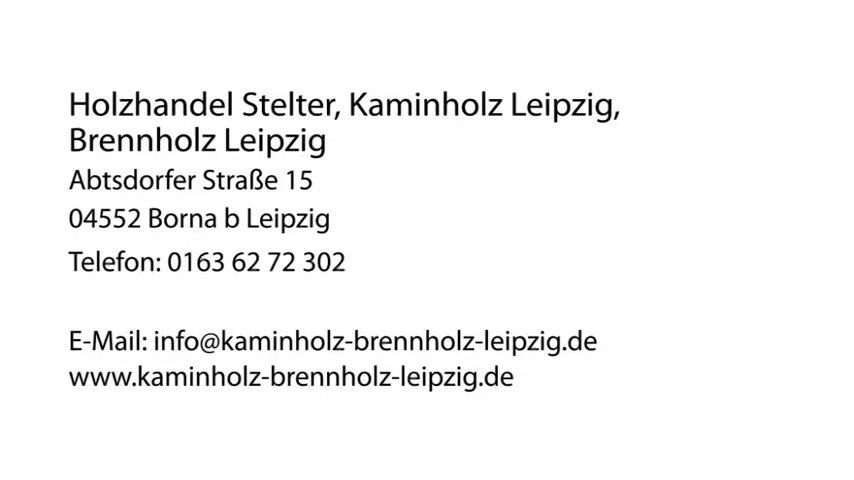 Holzhandel Stelter, Kaminholz Leipzig,
Brennholz Leipzig
Abtsdorfer Straße 15
04552 Borna b Leipzig
Telefon: 0163 62 72 302
E-Mail: info@kaminholz-brennholz-leipzig.de
www.kaminholz-brennholz-leipzig.de